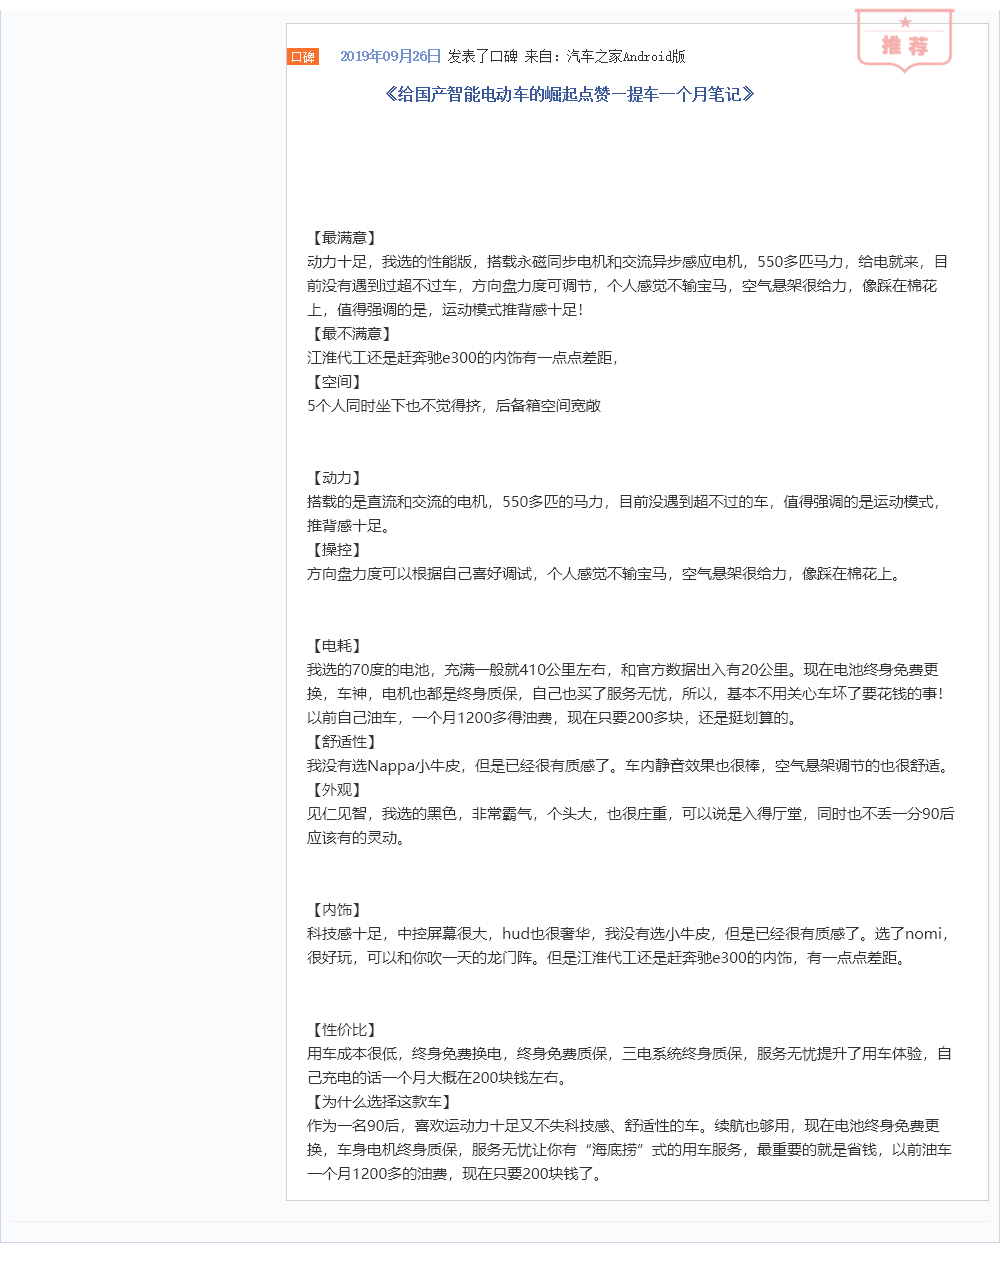 推荐
口碑 2019年09月26日 发表了口碑 来自：汽车之家Android版
《给国产智能电动车的崛起点赞一提车一个月笔记》
【最满意】
动力十足，我选的性能版，搭载永磁同步电机和交流异步感应电机，550多匹马力，给电就来，目
前没有遇到过超不过车，方向盘力度可调节，个人感觉不输宝马，空气悬架很给力，像踩在棉花
上，值得强调的是，运动模式推背感十足！
【最不满意】
江淮代工还是赶奔驰e300的内饰有一点点差距，
【空间】
5个人同时坐下也不觉得挤，后备箱空间宽敞
【动力】
搭载的是直流和交流的电机，550多匹的马力，目前没遇到超不过的车，值得强调的是运动模式，
推背感十足。
【操控】
方向盘力度可以根据自己喜好调试，个人感觉不输宝马，空气悬架很给力，像踩在棉花上。
【电耗】
我选的70度的电池，充满一般就410公里左右，和官方数据出入有20公里。现在电池终身免费更
换，车神，电机也都是终身质保，自己也买了服务无忧，所以，基本不用关心车坏了要花钱的事！
以前自己油车，一个月1200多得油费，现在只要200多块，还是挺划算的。
【舒适性】
我没有选Nappa小牛皮，但是已经很有质感了。车内静音效果也很棒，空气悬架调节的也很舒适。
【外观】
见仁见智，我选的黑色，非常霸气，个头大，也很庄重，可以说是入得厅堂，同时也不丢一分90后
应该有的灵动。
【内饰】
科技感十足，中控屏幕很大，hud也很奢华，我没有选小牛皮，但是已经很有质感了。选了nomi，
很好玩，可以和你吹一天的龙门阵。但是江淮代工还是赶奔驰e300的内饰，有一点点差距。
【性价比】
用车成本很低，终身免费换电，终身免费质保，三电系统终身质保，服务无忧提升了用车体验，自
己充电的话一个月大概在200块钱左右。
【为什么选择这款车】
作为一名90后，喜欢运动力十足又不失科技感、舒适性的车。续航也够用，现在电池终身免费更
换，车身电机终身质保，服务无忧让你有“海底捞”式的用车服务，最重要的就是省钱，以前油车
一个月1200多的油费，现在只要200块钱了。